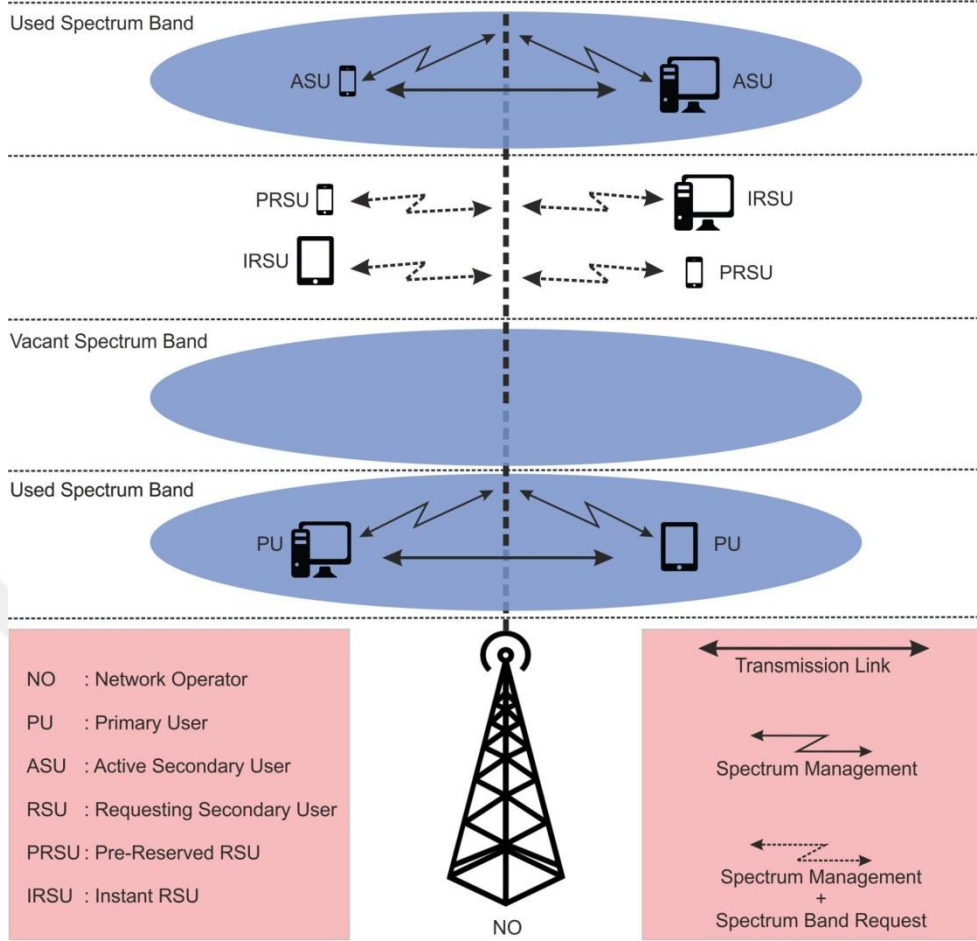 Used Spectrum Band
ASU
ASU
PRSU
IRSU
IRSU
PRSU
Vacant Spectrum Band
Used Spectrum Band
PU
PU
NO : Network Operator
PU : Primary User
ASU : Active Secondary User
RSU : Requesting Secondary User
PRSU : Pre-Reserved RSU
IRSU : Instant RSU
NO
Transmission Link
Spectrum Management
Spectrum Management
+
Spectrum Band Request